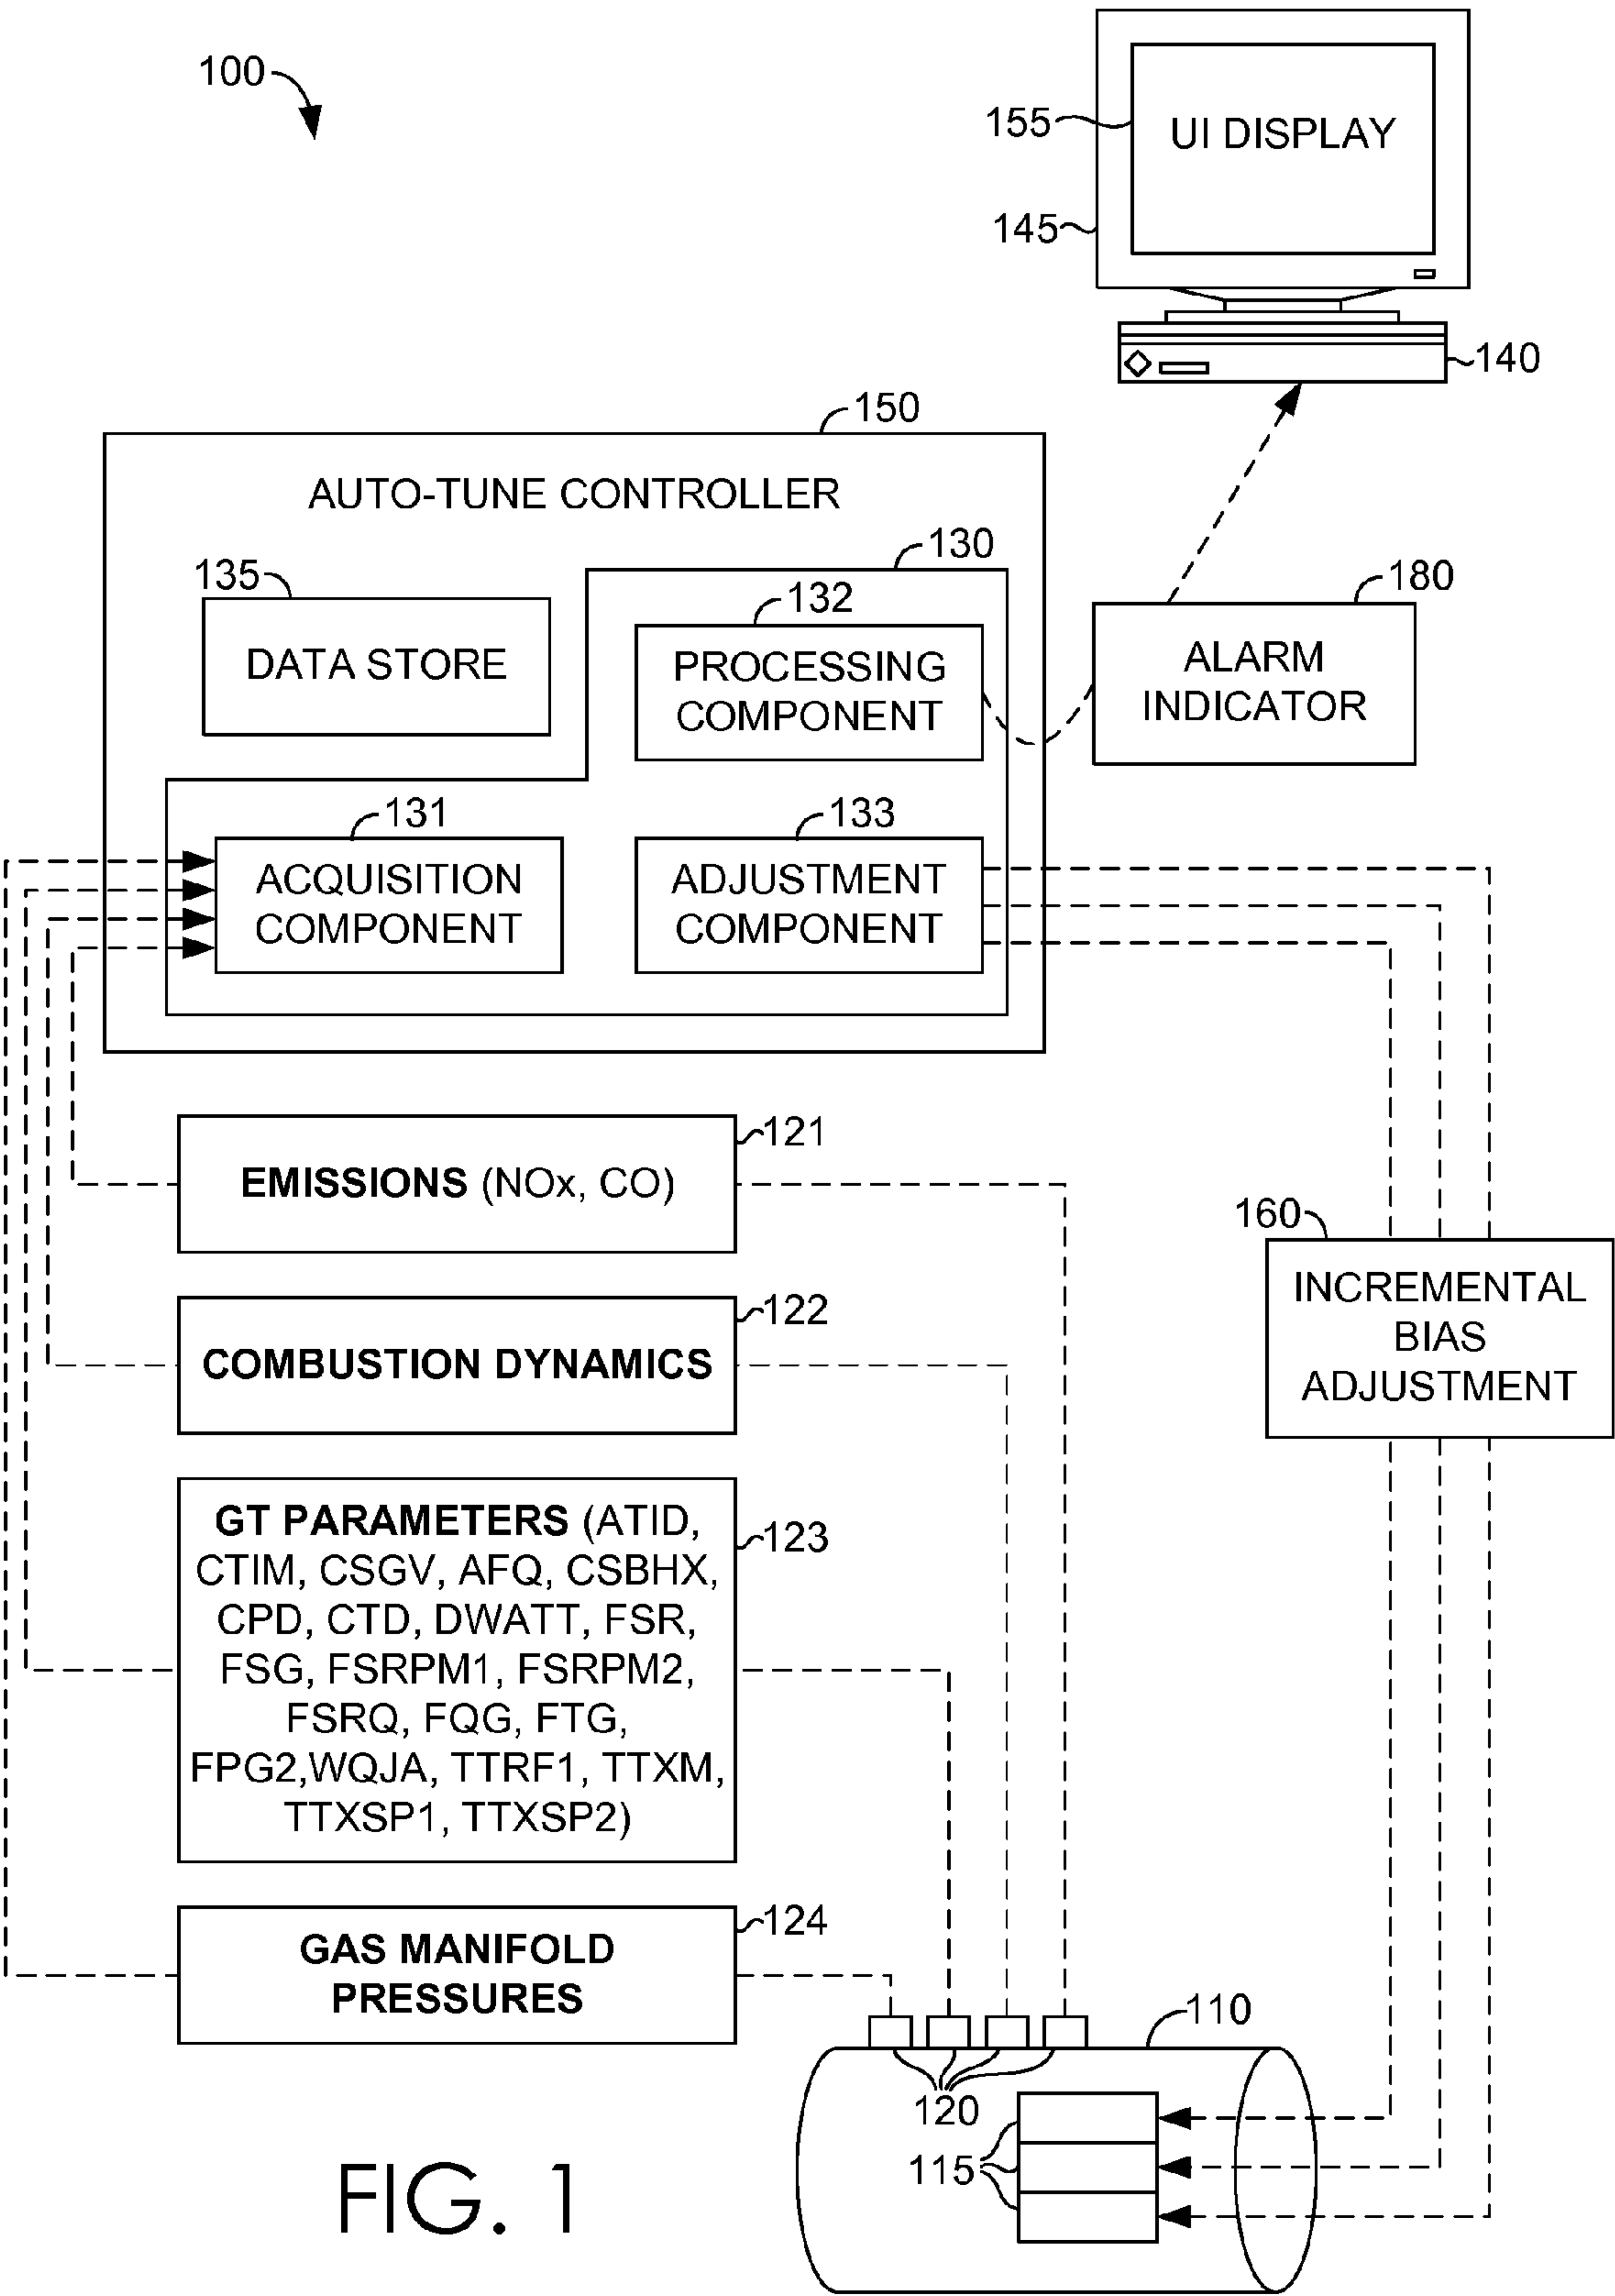 100
155
UI DISPLAY
145
140
150
AUTO-TUNE CONTROLLER
130
135
DATA STORE
132
PROCESSING
COMPONENT
180
ALARM
INDICATOR
131
ACQUISITION
COMPONENT
133
ADJUSTMENT
COMPONENT
121
EMISSIONS (NOx, CO)
160
INCREMENTAL
BIAS
ADJUSTMENT
122
COMBUSTION DYNAMICS
123
GT PARAMETERS (ATID,
CTIM, CSGV, AFQ, CSBHX,
CPD, CTD, DWATT, FSR,
FSG, FSRPM1, FSRPM2,
FSRQ, FQG, FTG,
FPG2,WQJA, TTRF1, TTXM,
TTXSP1, TTXSP2)
124
GAS MANIFOLD
PRESSURES
110
120
115
FIG. 1